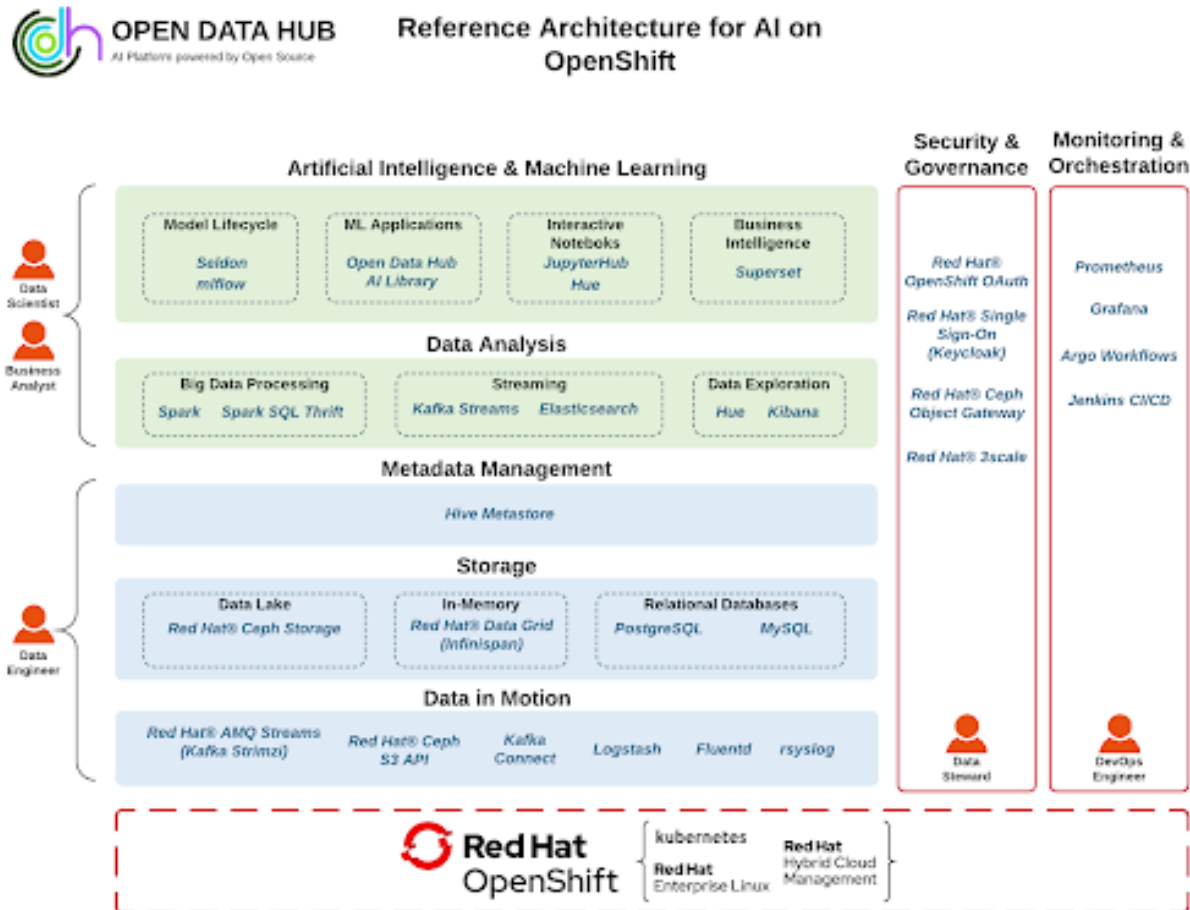 OPEN DATA HUB
AI Platform powered by Open Source
Reference Architecture for AI on
OpenShift
Security &
Governance
Monitoring &
Orchestration
Artificial Intelligence & Machine Learning
Data
Scientist
Business
Analyst
Model Lifecycle
Seldon
mlflow
ML Applications
Open Data Hub
AI Library
Interactive
Noteboks
JupyterHub
Hue
Business
Intelligence
Superset
Data Analysis
Big Data Processing
Spark Spark SQL Thrift
Streaming
Kafka Streams Elasticsearch
Data Exploration
Hue Kibana
Metadata Management
Hive Metastore
Storage
Data
Engineer
Data Lake
Red Hat® Ceph Storage
In-Memory
Red Hat® Data Grid
(Infinispan)
Relational Databases
PostgreSQL MySQL
Data in Motion
Red Hat® AMQ Streams
(Kafka Strimzi)
Red Hat® Ceph
S3 API
Kafka
Connect
Logstash
Fluentd
rsyslog
Red Hat®
OpenShift OAuth
Red Hat® Single
Sign-On
(Keycloak)
Red Hat® Ceph
Object Gateway
Red Hat® 3scale
Data
Steward
Prometheus
Grafana
Argo Workflows
Jenkins CI/CD
DevOps
Engineer
Red Hat
OpenShift
kubernetes
Red Hat
Enterprise Linux
Red Hat
Hybrid Cloud
Management